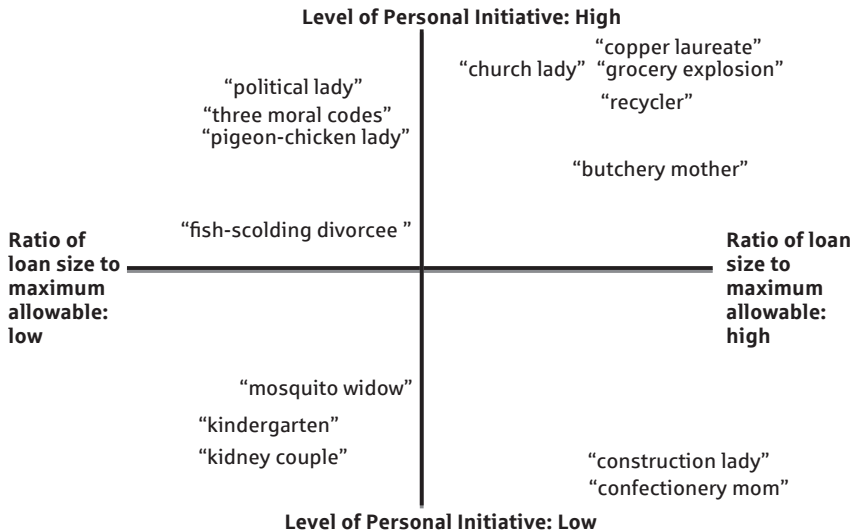 Level of Personal Initiative: High
“copper laureate”
“church lady” “grocery explosion”
“political lady”
“recycler”
“three moral codes”
“pigeon-chicken lady”
“butchery mother”
“fish-scolding divorcee ”
Ratio of
loan size to
maximum
allowable:
low
Ratio of loan
size to
maximum
allowable:
high
“mosquito widow”
“kindergarten”
“kidney couple”
“construction lady”
“confectionery mom”
Level of Personal Initiative: Low